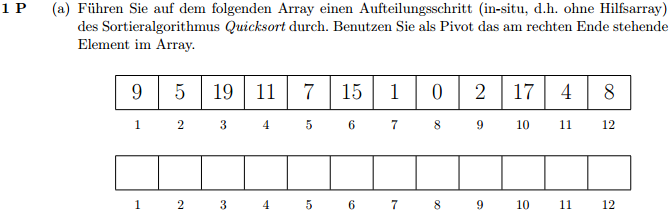 1 P (a) Führen Sie auf dem folgenden Array einen Aufteilungsschritt (in-situ, d.h. ohne Hilfsarray)
des Sortieralgorithmus Quicksort durch. Benutzen Sie als Pivot das am rechten Ende stehende
Element im Array.
9 5 19 11 7 15 1 0 2 17 4 8
1 2 3 4 5 6 7 8 9 10 11 12
1 2 3 4 5 6 7 8 9 10 11 12